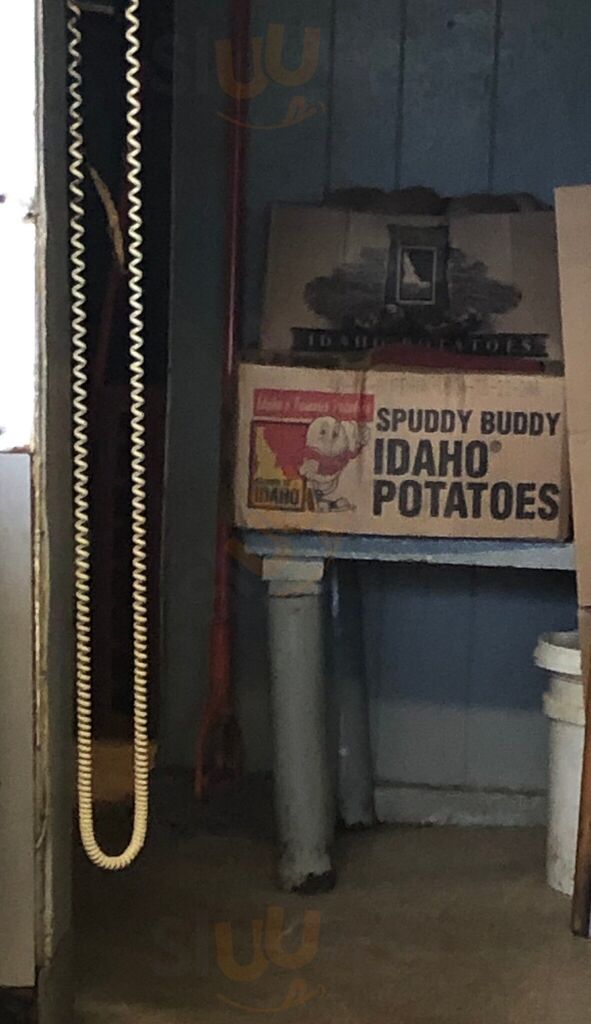 IDAHO POTATOES
SPUDDY BUDDY
IDAHO®
POTATOES
IDAHO